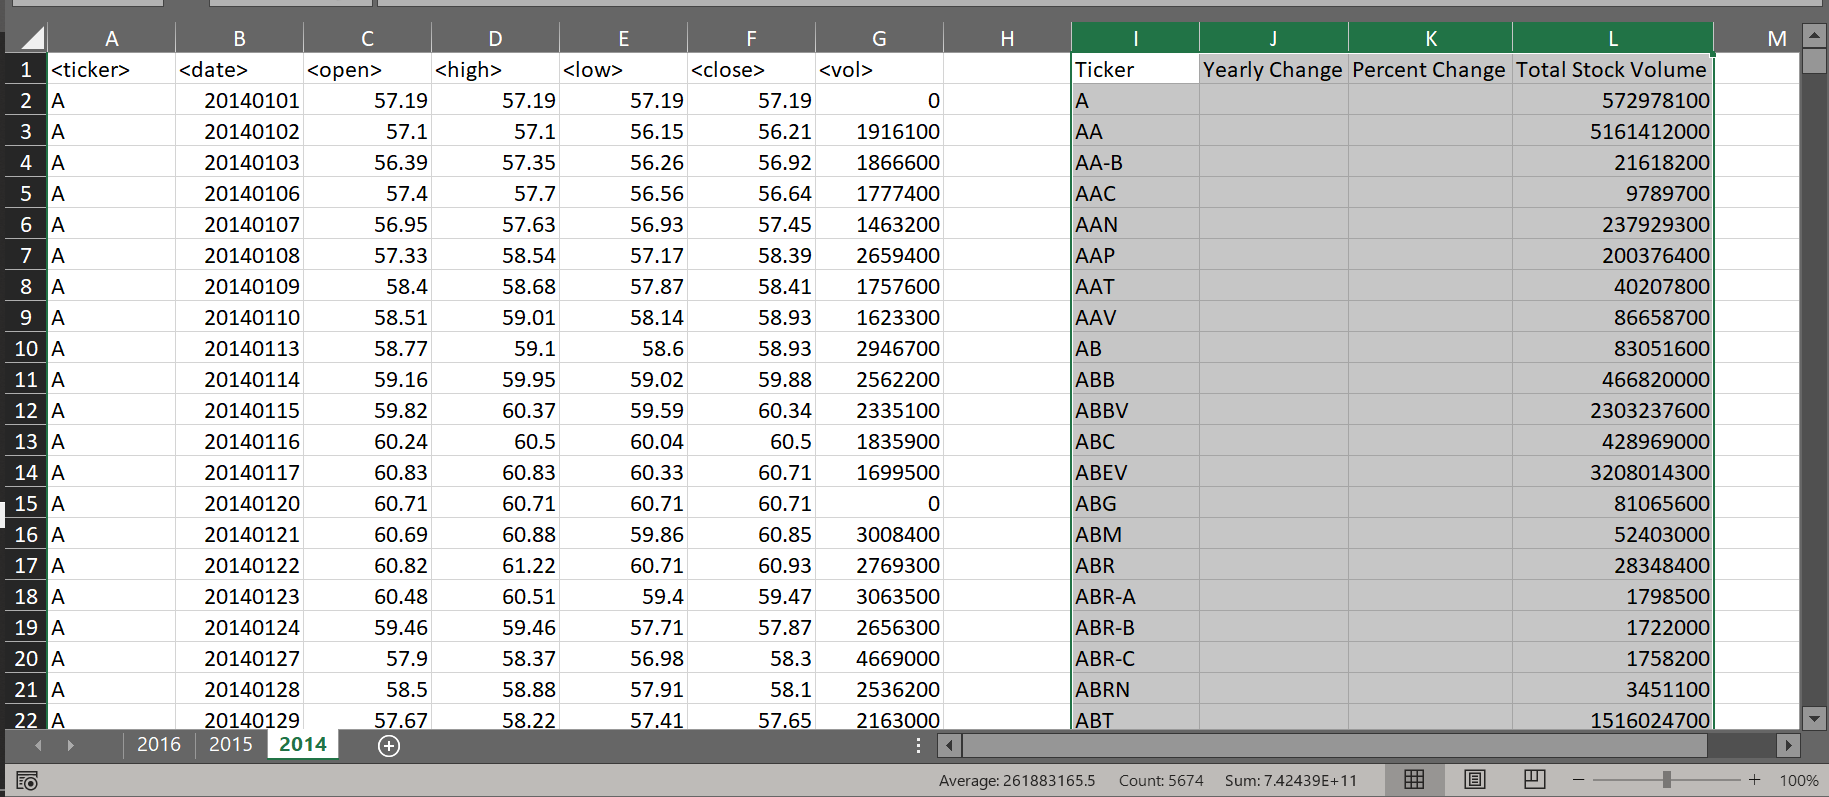 A B C D E F G H I J K L M
1 <ticker> <date> <open> <high> <low> <close> <vol> Ticker Yearly Change Percent Change Total Stock Volume
2 A 20140101 57.19 57.19 57.19 57.19 0 A 572978100
3 A 20140102 57.1 57.1 56.15 56.21 1916100 AA 5161412000
4 A 20140103 56.39 57.35 56.26 56.92 1866600 AA-B 21618200
5 A 20140106 57.4 57.7 56.56 56.64 1777400 AAC 9789700
6 A 20140107 56.95 57.63 56.93 57.45 1463200 AAN 237929300
7 A 20140108 57.33 58.54 57.17 58.39 2659400 AAP 200376400
8 A 20140109 58.4 58.68 57.87 58.41 1757600 AAT 40207800
9 A 20140110 58.51 59.01 58.14 58.93 1623300 AAV 86658700
10 A 20140113 58.77 59.1 58.6 58.93 2946700 AB 83051600
11 A 20140114 59.16 59.95 59.02 59.88 2562200 ABB 466820000
12 A 20140115 59.82 60.37 59.59 60.34 2335100 ABBV 2303237600
13 A 20140116 60.24 60.5 60.04 60.5 1835900 ABC 428969000
14 A 20140117 60.83 60.83 60.33 60.71 1699500 ABEV 3208014300
15 A 20140120 60.71 60.71 60.71 60.71 0 ABG 81065600
16 A 20140121 60.69 60.88 59.86 60.85 3008400 ABM 52403000
17 A 20140122 60.82 61.22 60.71 60.93 2769300 ABR 28348400
18 A 20140123 60.48 60.51 59.4 59.47 3063500 ABR-A 1798500
19 A 20140124 59.46 59.46 57.71 57.87 2656300 ABR-B 1722000
20 A 20140127 57.9 58.37 56.98 58.3 4669000 ABR-C 1758200
21 A 20140128 58.5 58.88 57.91 58.1 2536200 ABRN 3451100
22 A 20140129 57.67 58.22 57.41 57.65 2163000 ABT 1516024700
2016 2015 2014
Average: 261883165.5 Count: 5674 Sum: 7.42439E+11 100%